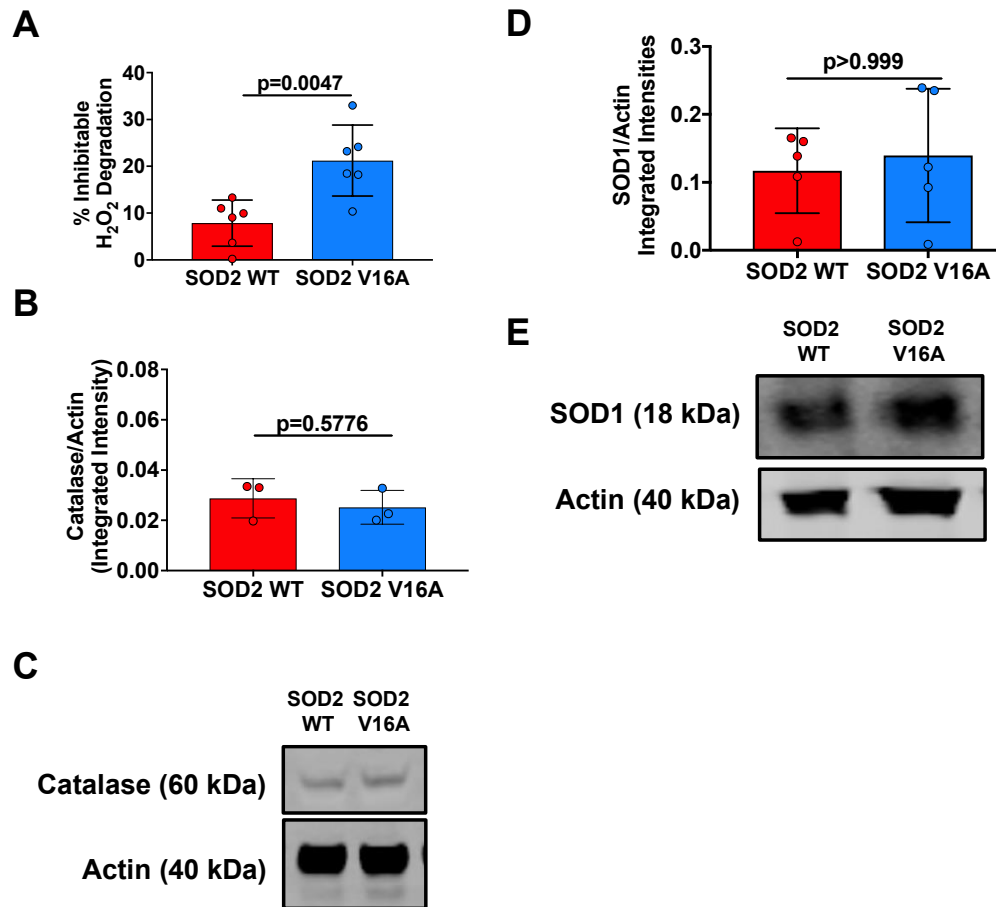 A
% Inhibitable
H₂O₂ Degradation
40
30
20
10
0
p=0.0047
SOD2 WT
SOD2 V16A
B
Catalase/Actin
(Integrated Intensity)
0.08
0.06
0.04
0.02
0.00
p=0.5776
SOD2 WT
SOD2 V16A
C
SOD2
WT
SOD2
V16A
Catalase (60 kDa)
Actin (40 kDa)
D
SOD1/Actin
Integrated Intensities
0.3
0.2
0.1
0.0
p>0.999
SOD2 WT
SOD2 V16A
E
SOD2
WT
SOD2
V16A
SOD1 (18 kDa)
Actin (40 kDa)